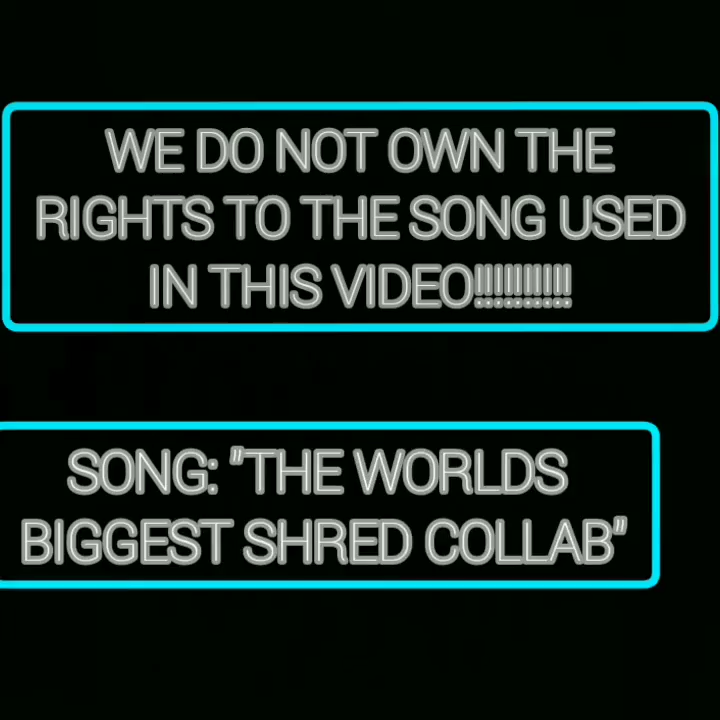 WE DO NOT OWN THE
RIGHTS TO THE SONG USED
IN THIS VIDEO!!!!!!!!!!
SONG: "THE WORLDS
BIGGEST SHRED COLLAB"